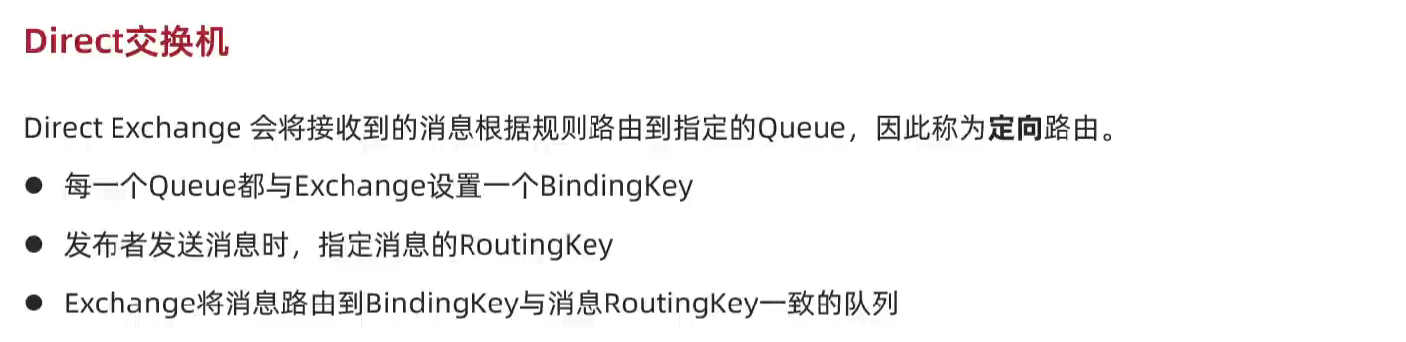 Direct交换机
Direct Exchange 会将接收到的消息根据规则路由到指定的Queue，因此称为定向路由。
● 每一个Queue都与Exchange设置一个BindingKey
● 发布者发送消息时，指定消息的RoutingKey
● Exchange将消息路由到BindingKey与消息RoutingKey一致的队列